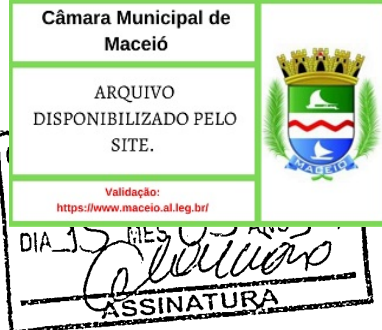 Câmara Municipal de
Maceió
ARQUIVO
DISPONIBILIZADO PELO
SITE.
Validação:
https://www.maceio.al.leg.br/
MACEIÓ
DIA 15 MES
ASSINATURA